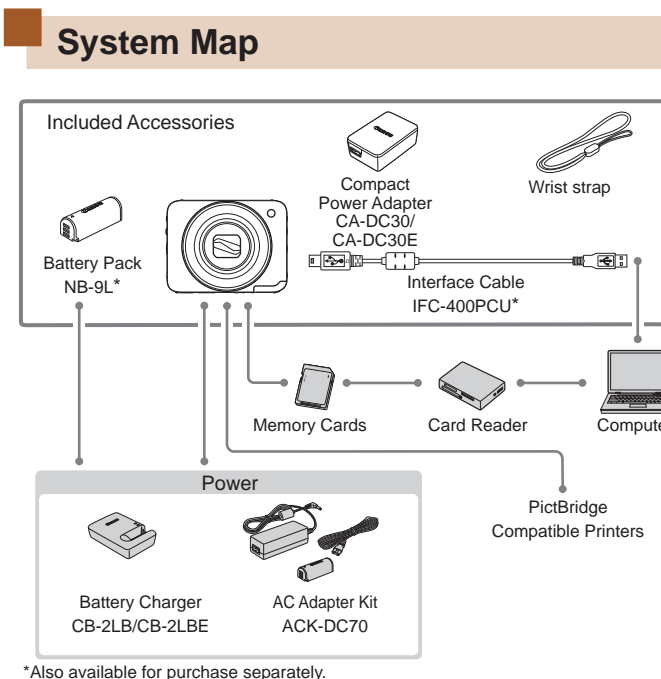 System Map
Included Accessories
Compact
Power Adapter
CA-DC30/
CA-DC30E
Wrist strap
Battery Pack
NB-9L*
Interface Cable
IFC-400PCU*
Memory Cards
Card Reader
Compute
Power
PictBridge
Compatible Printers
Battery Charger
CB-2LB/CB-2LBE
AC Adapter Kit
ACK-DC70
*Also available for purchase separately.